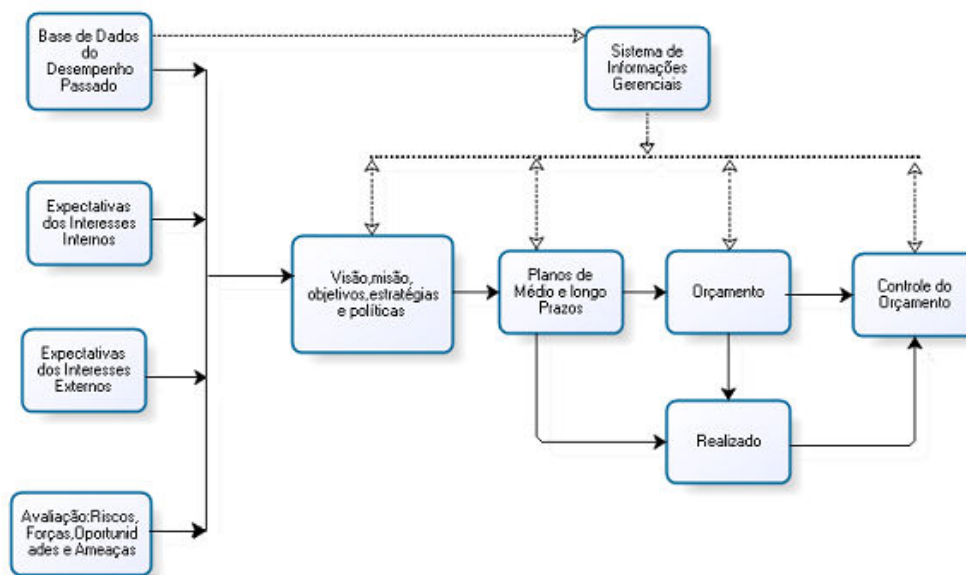 Base de Dados
do
Desempenho
Passado
Sistema de
Informações
Gerenciais
Expectativas
dos Interesses
Internos
Visão,misão,
objetivos,estratégias
e políticas
Planos de
Médio e longo
Prazos
Orçamento
Controle do
Orçamento
Expectativas
dos Interesses
Externos
Realizado
Avaliação:Riscos,
Forças,Oportunid
ades e Ameaças